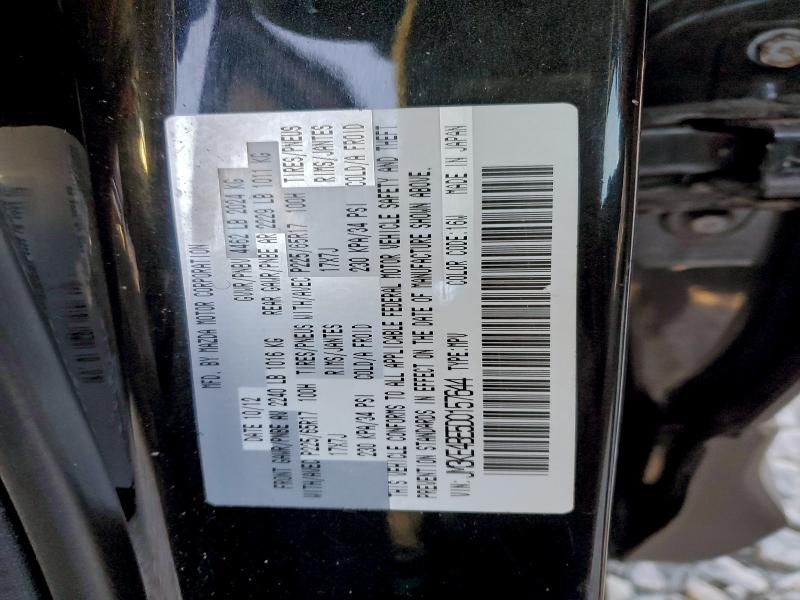 MFD. BY MAZDA MOTOR CORPORATION
DATE 10/12 GVWR/PNBV 4462 LB 2024 KG
FRONT GAWR/PNBE AV 2240 LB 1016 KG REAR GAWR/PNBE AR 2229 LB 1011 KG
WITH/AVEC P225/65R17 100H TIRES/PNEUS WITH/AVEC P225/65R17 100H TIRES/PNEUS
17X7J RIMS/JANTES 17X7J RIMS/JANTES
230 KPA/34 PSI COLD/A FROID 230 KPA/34 PSI COLD/A FROID
THIS VEHICLE CONFORMS TO ALL APPLICABLE FEDERAL MOTOR VEHICLE SAFETY AND THEFT
PREVENTION STANDARDS IN EFFECT ON THE DATE OF MANUFACTURE SHOWN ABOVE.
VIN: JM3KE4BE5D0157644 TYPE:MPV COLOR CODE:16W MADE IN JAPAN